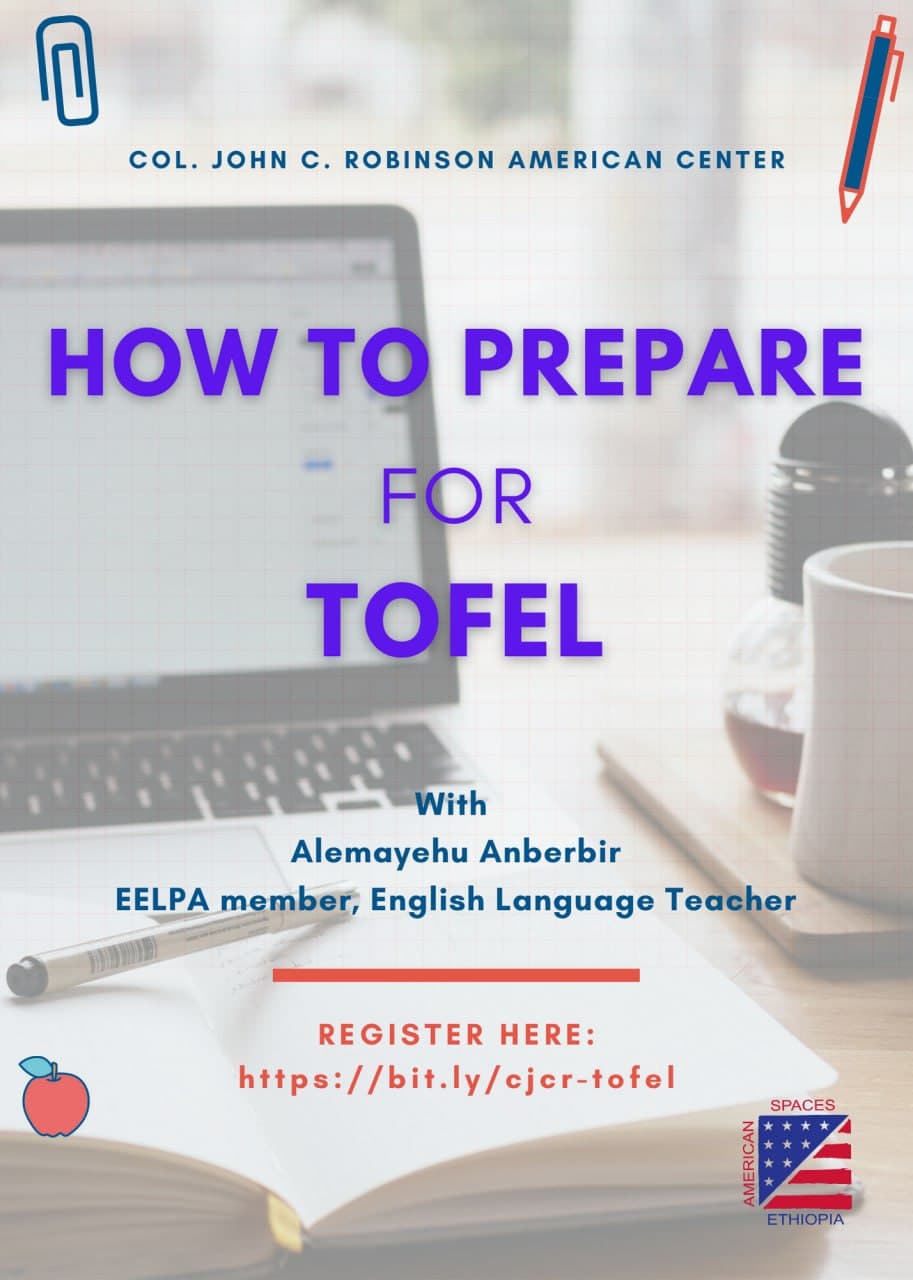 COL. JOHN C. ROBINSON AMERICAN CENTER
HOW TO PREPARE
FOR
TOFEL
With
Alemayehu Anberbir
EELPA member, English Language Teacher
REGISTER HERE:
https://bit.ly/cjcr-tofel
SPACES
AMERICAN
ETHIOPIA